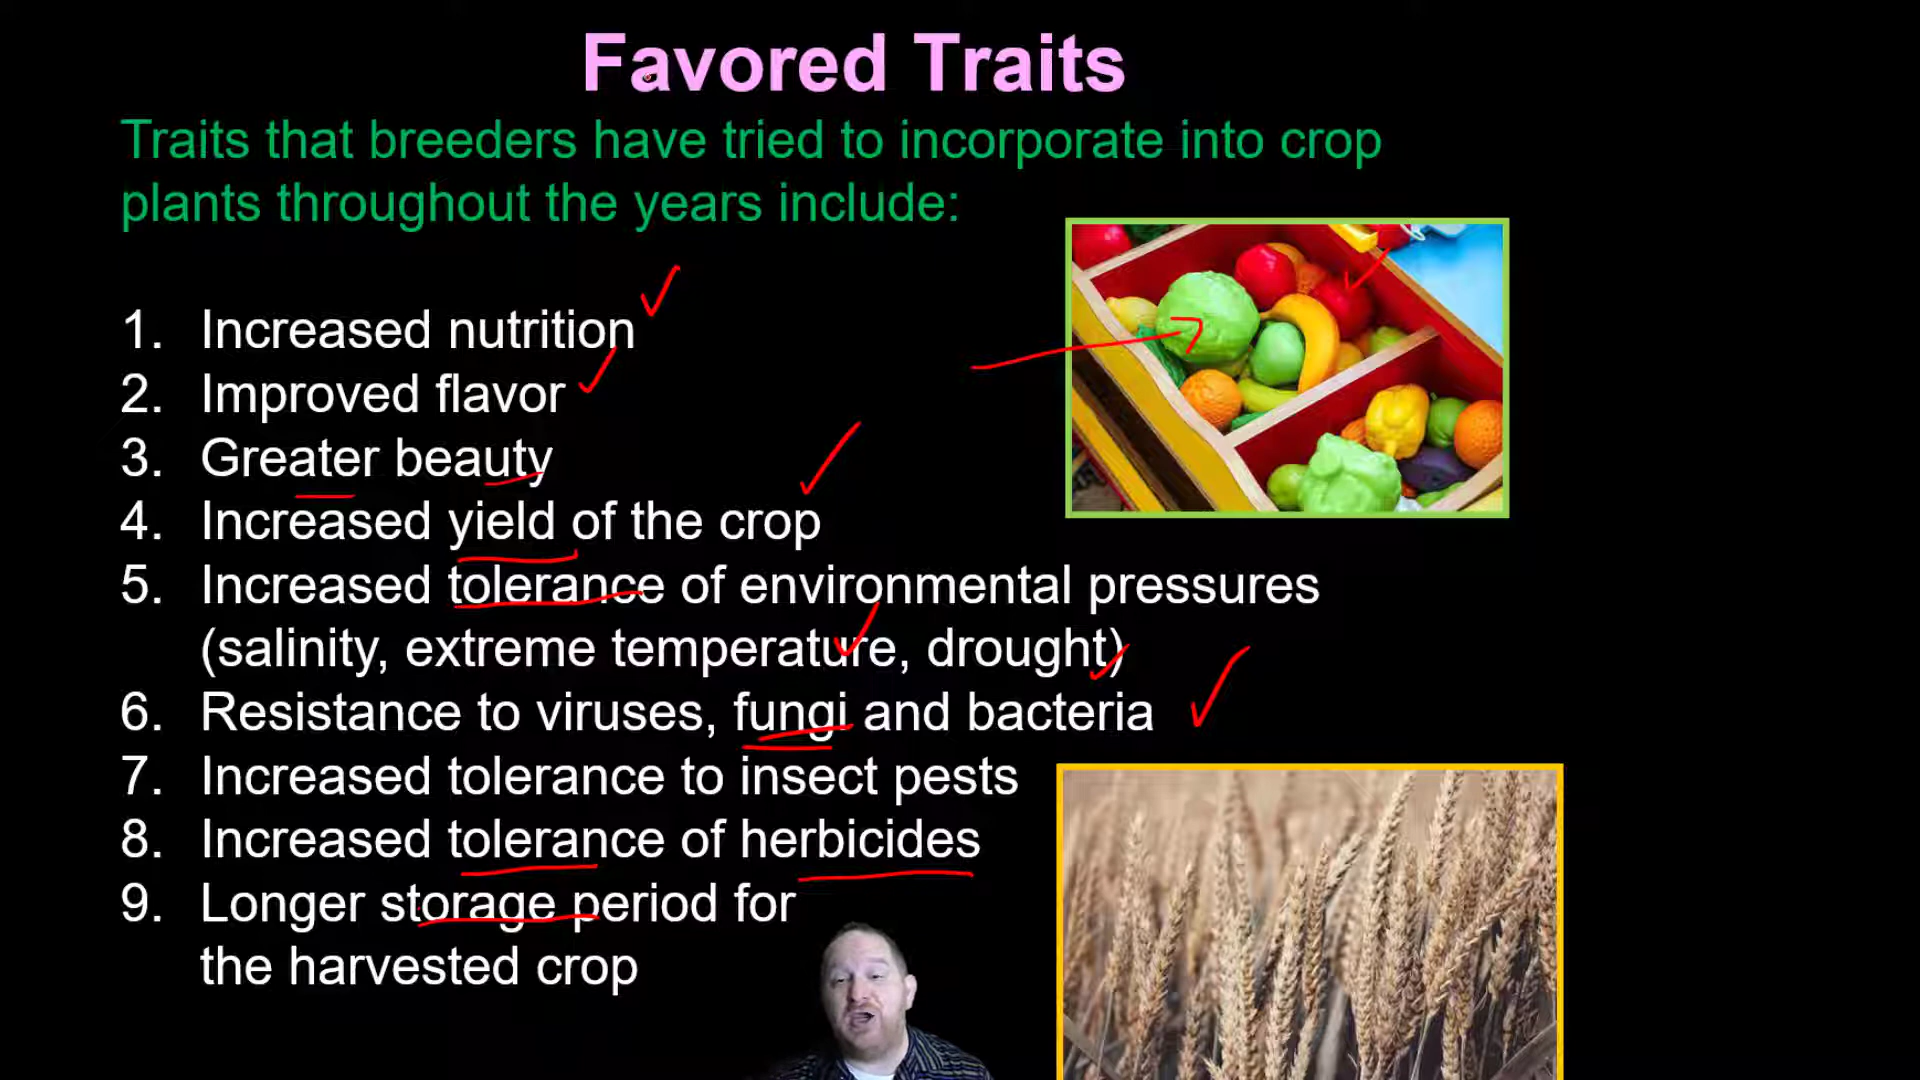 Favored Traits
Traits that breeders have tried to incorporate into crop
plants throughout the years include:
1. Increased nutrition
2. Improved flavor
3. Greater beauty
4. Increased yield of the crop
5. Increased tolerance of environmental pressures
(salinity, extreme temperature, drought)
6. Resistance to viruses, fungi and bacteria
7. Increased tolerance to insect pests
8. Increased tolerance of herbicides
9. Longer storage period for
the harvested crop